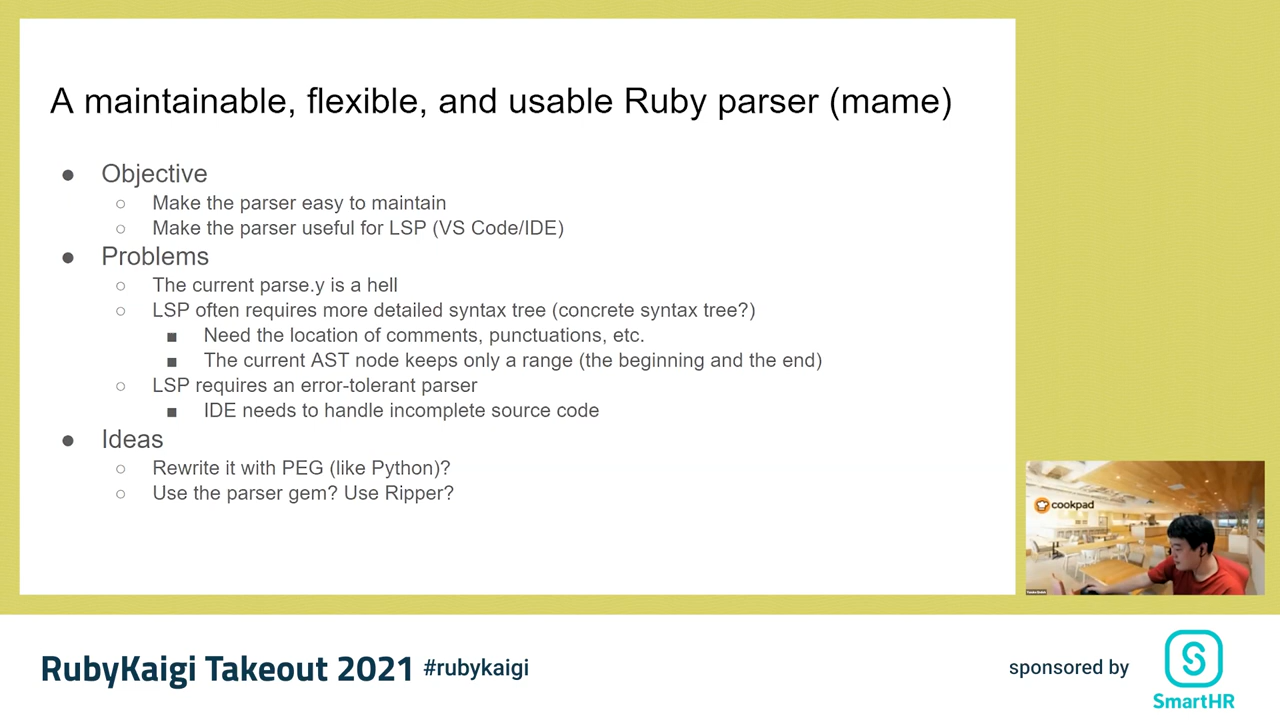 A maintainable, flexible, and usable Ruby parser (mame)
● Objective
○ Make the parser easy to maintain
○ Make the parser useful for LSP (VS Code/IDE)
● Problems
○ The current parse.y is a hell
○ LSP often requires more detailed syntax tree (concrete syntax tree?)
■ Need the location of comments, punctuations, etc.
■ The current AST node keeps only a range (the beginning and the end)
○ LSP requires an error-tolerant parser
■ IDE needs to handle incomplete source code
● Ideas
○ Rewrite it with PEG (like Python)?
○ Use the parser gem? Use Ripper?
cookpad
RubyKaigi Takeout 2021 #rubykaigi
sponsored by
SmartHR